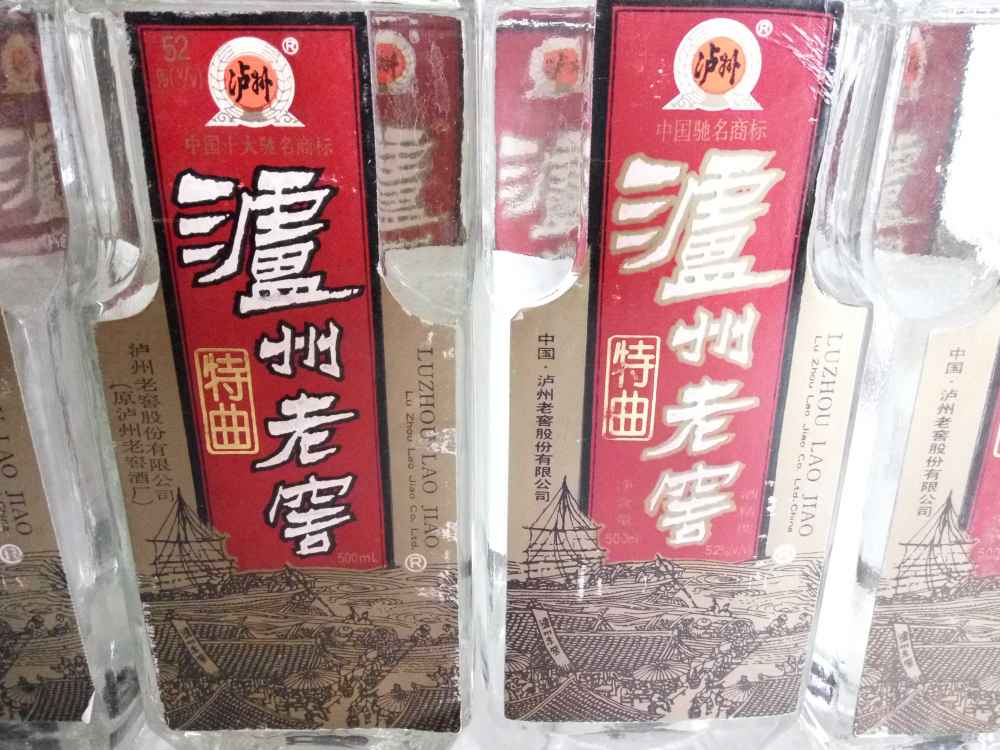 52
泸州
®
中国十大驰名商标
泸州老窖
特曲
泸州老窖股份有限公司
(原泸州老窖酒厂)
LUZHOU LAO JIAO
Lu Zhou Lao Jiao Co. Ltd.
®
500mL
泸州
®
中国驰名商标
泸州老窖
特曲
中国·泸州老窖股份有限公司
LUZHOU LAO JIAO
Lu Zhou Lao Jiao Co. Ltd. China
®
500ml
52%V/V
中国·泸州老窖股份有限公司
LAO JIAO
®